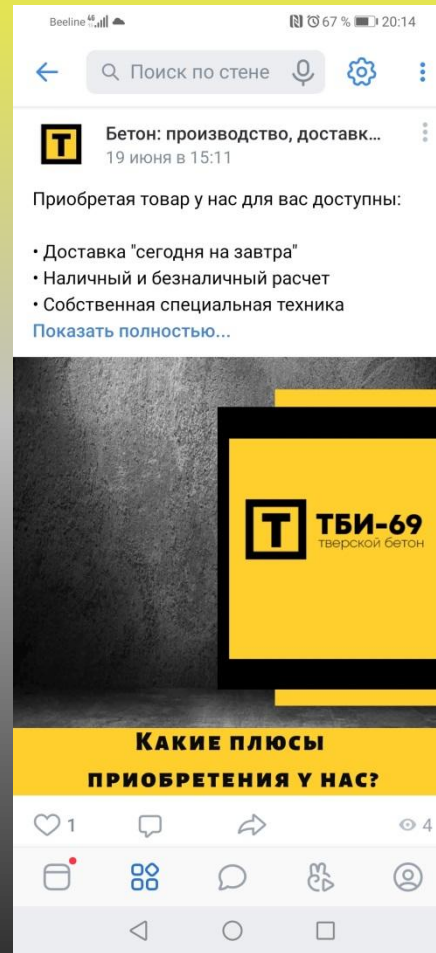 Beeline 4G 67 % 20:14
Поиск по стене
Бетон: производство, доставк...
19 июня в 15:11
Приобретая товар у нас для вас доступны:
• Доставка "сегодня на завтра"
• Наличный и безналичный расчет
• Собственная специальная техника
Показать полностью...
Т ТБИ-69
тверской бетон
Какие плюсы
приобретения у нас?
1 4